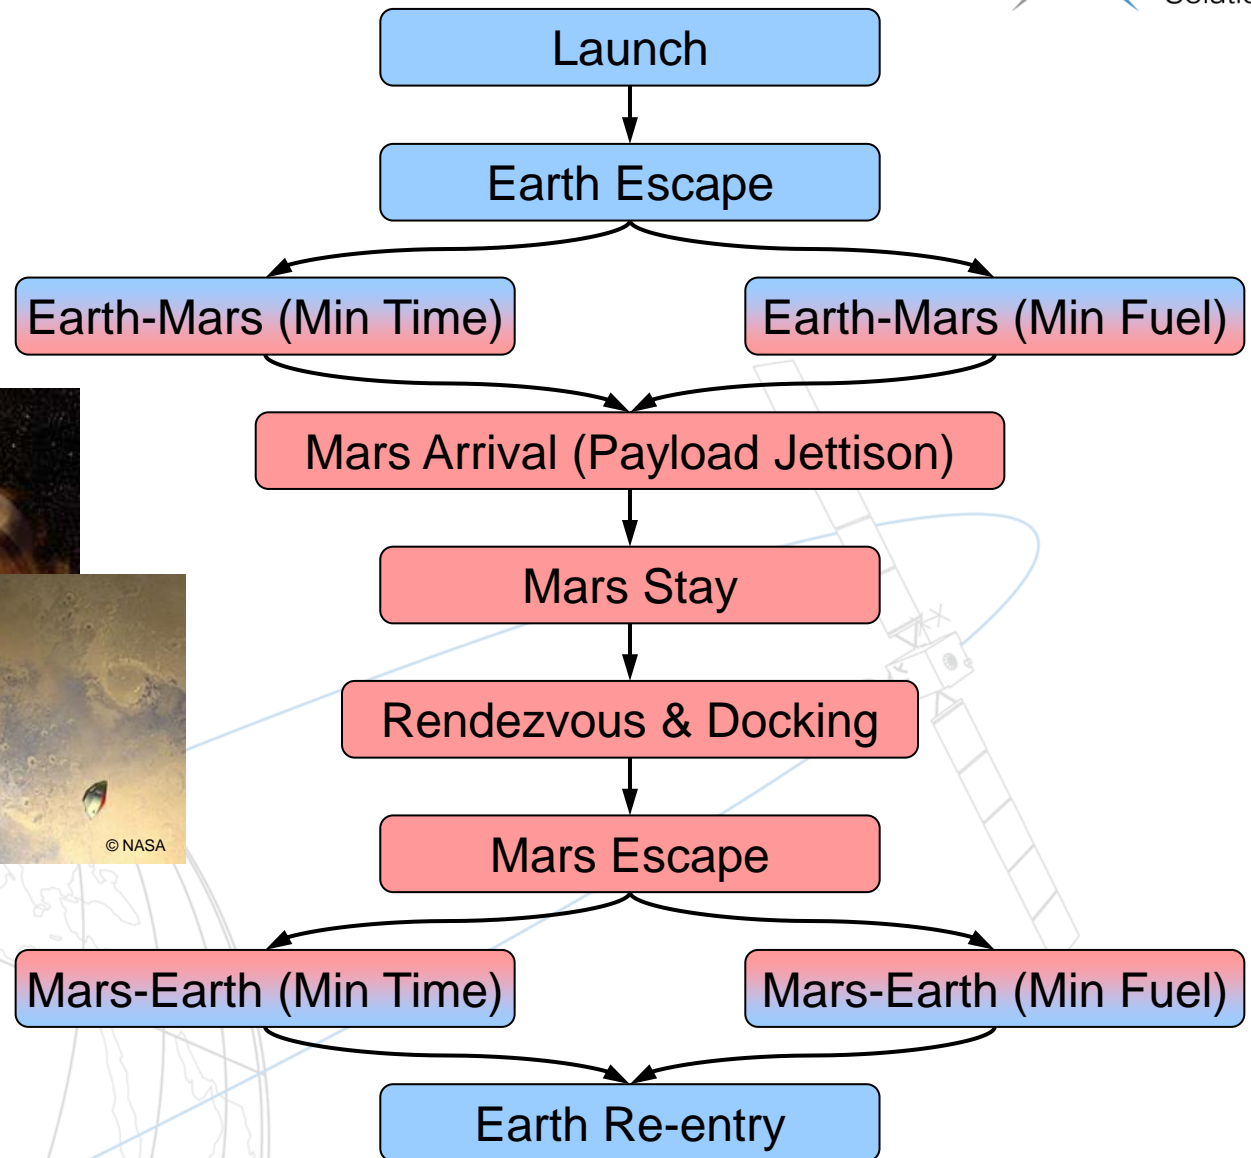 Launch
Earth Escape
Earth-Mars (Min Time)
Earth-Mars (Min Fuel)
Mars Arrival (Payload Jettison)
Mars Stay
Rendezvous & Docking
© NASA
Mars Escape
Mars-Earth (Min Time)
Mars-Earth (Min Fuel)
Earth Re-entry